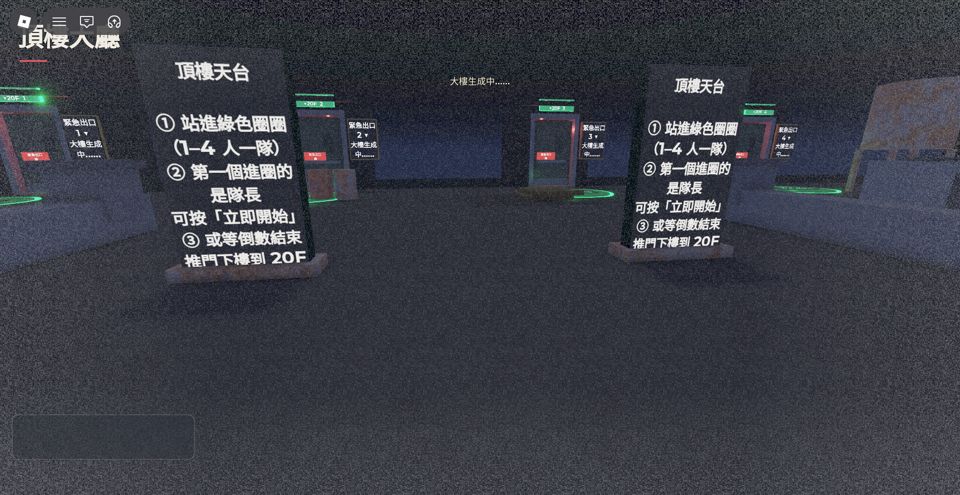 頂樓大廳
大樓生成中......
+20F 1
緊急出口
1 ▼
大樓生成
中......
頂樓天台
① 站進綠色圈圈
(1–4 人一隊)
② 第一個進圈的
是隊長
可按「立即開始」
③ 或等倒數結束
推門下樓到 20F
+20F 2
緊急出口
2 ▼
大樓生成
中......
+20F 3
緊急出口
3 ▼
大樓生成
中......
頂樓天台
① 站進綠色圈圈
(1–4 人一隊)
② 第一個進圈的
是隊長
可按「立即開始」
③ 或等倒數結束
推門下樓到 20F
緊急出口
4 ▼
大樓生成
中......